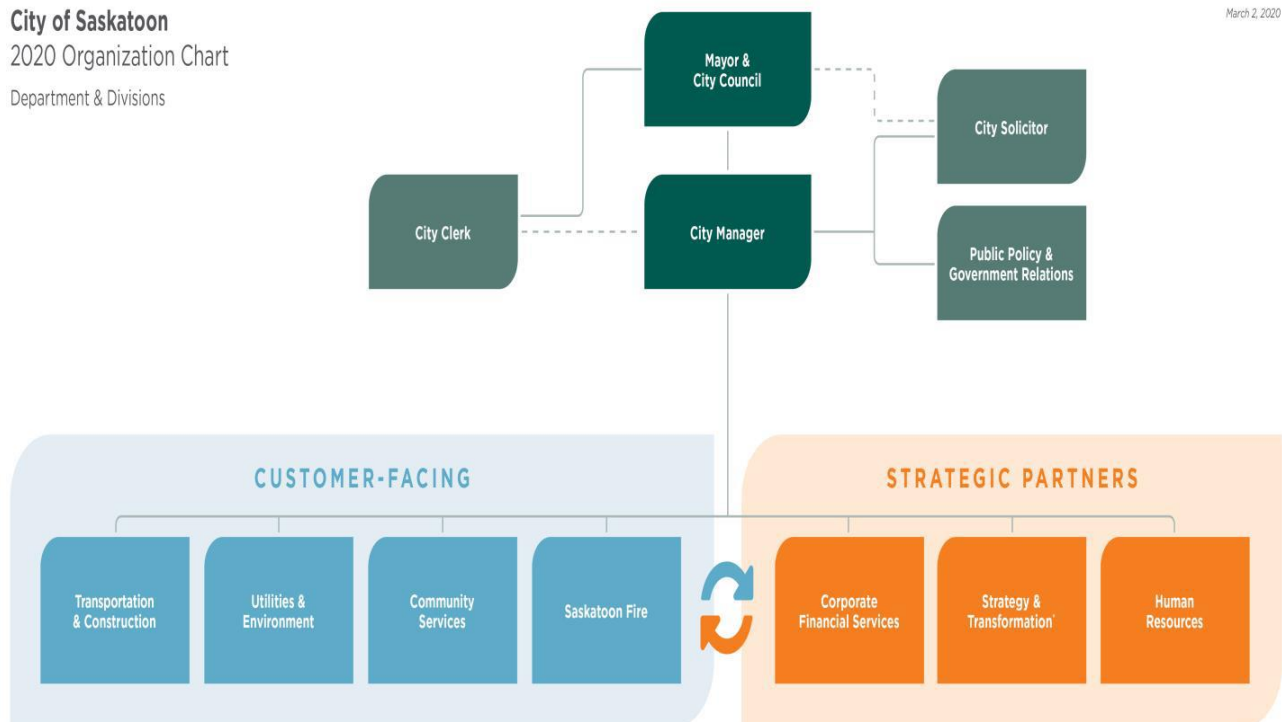 City of Saskatoon
2020 Organization Chart
Department & Divisions
March 2, 2020
Mayor &
City Council
City Solicitor
City Clerk
City Manager
Public Policy &
Government Relations
CUSTOMER-FACING
STRATEGIC PARTNERS
Transportation
& Construction
Utilities &
Environment
Community
Services
Saskatoon Fire
Corporate
Financial Services
Strategy &
Transformation*
Human
Resources